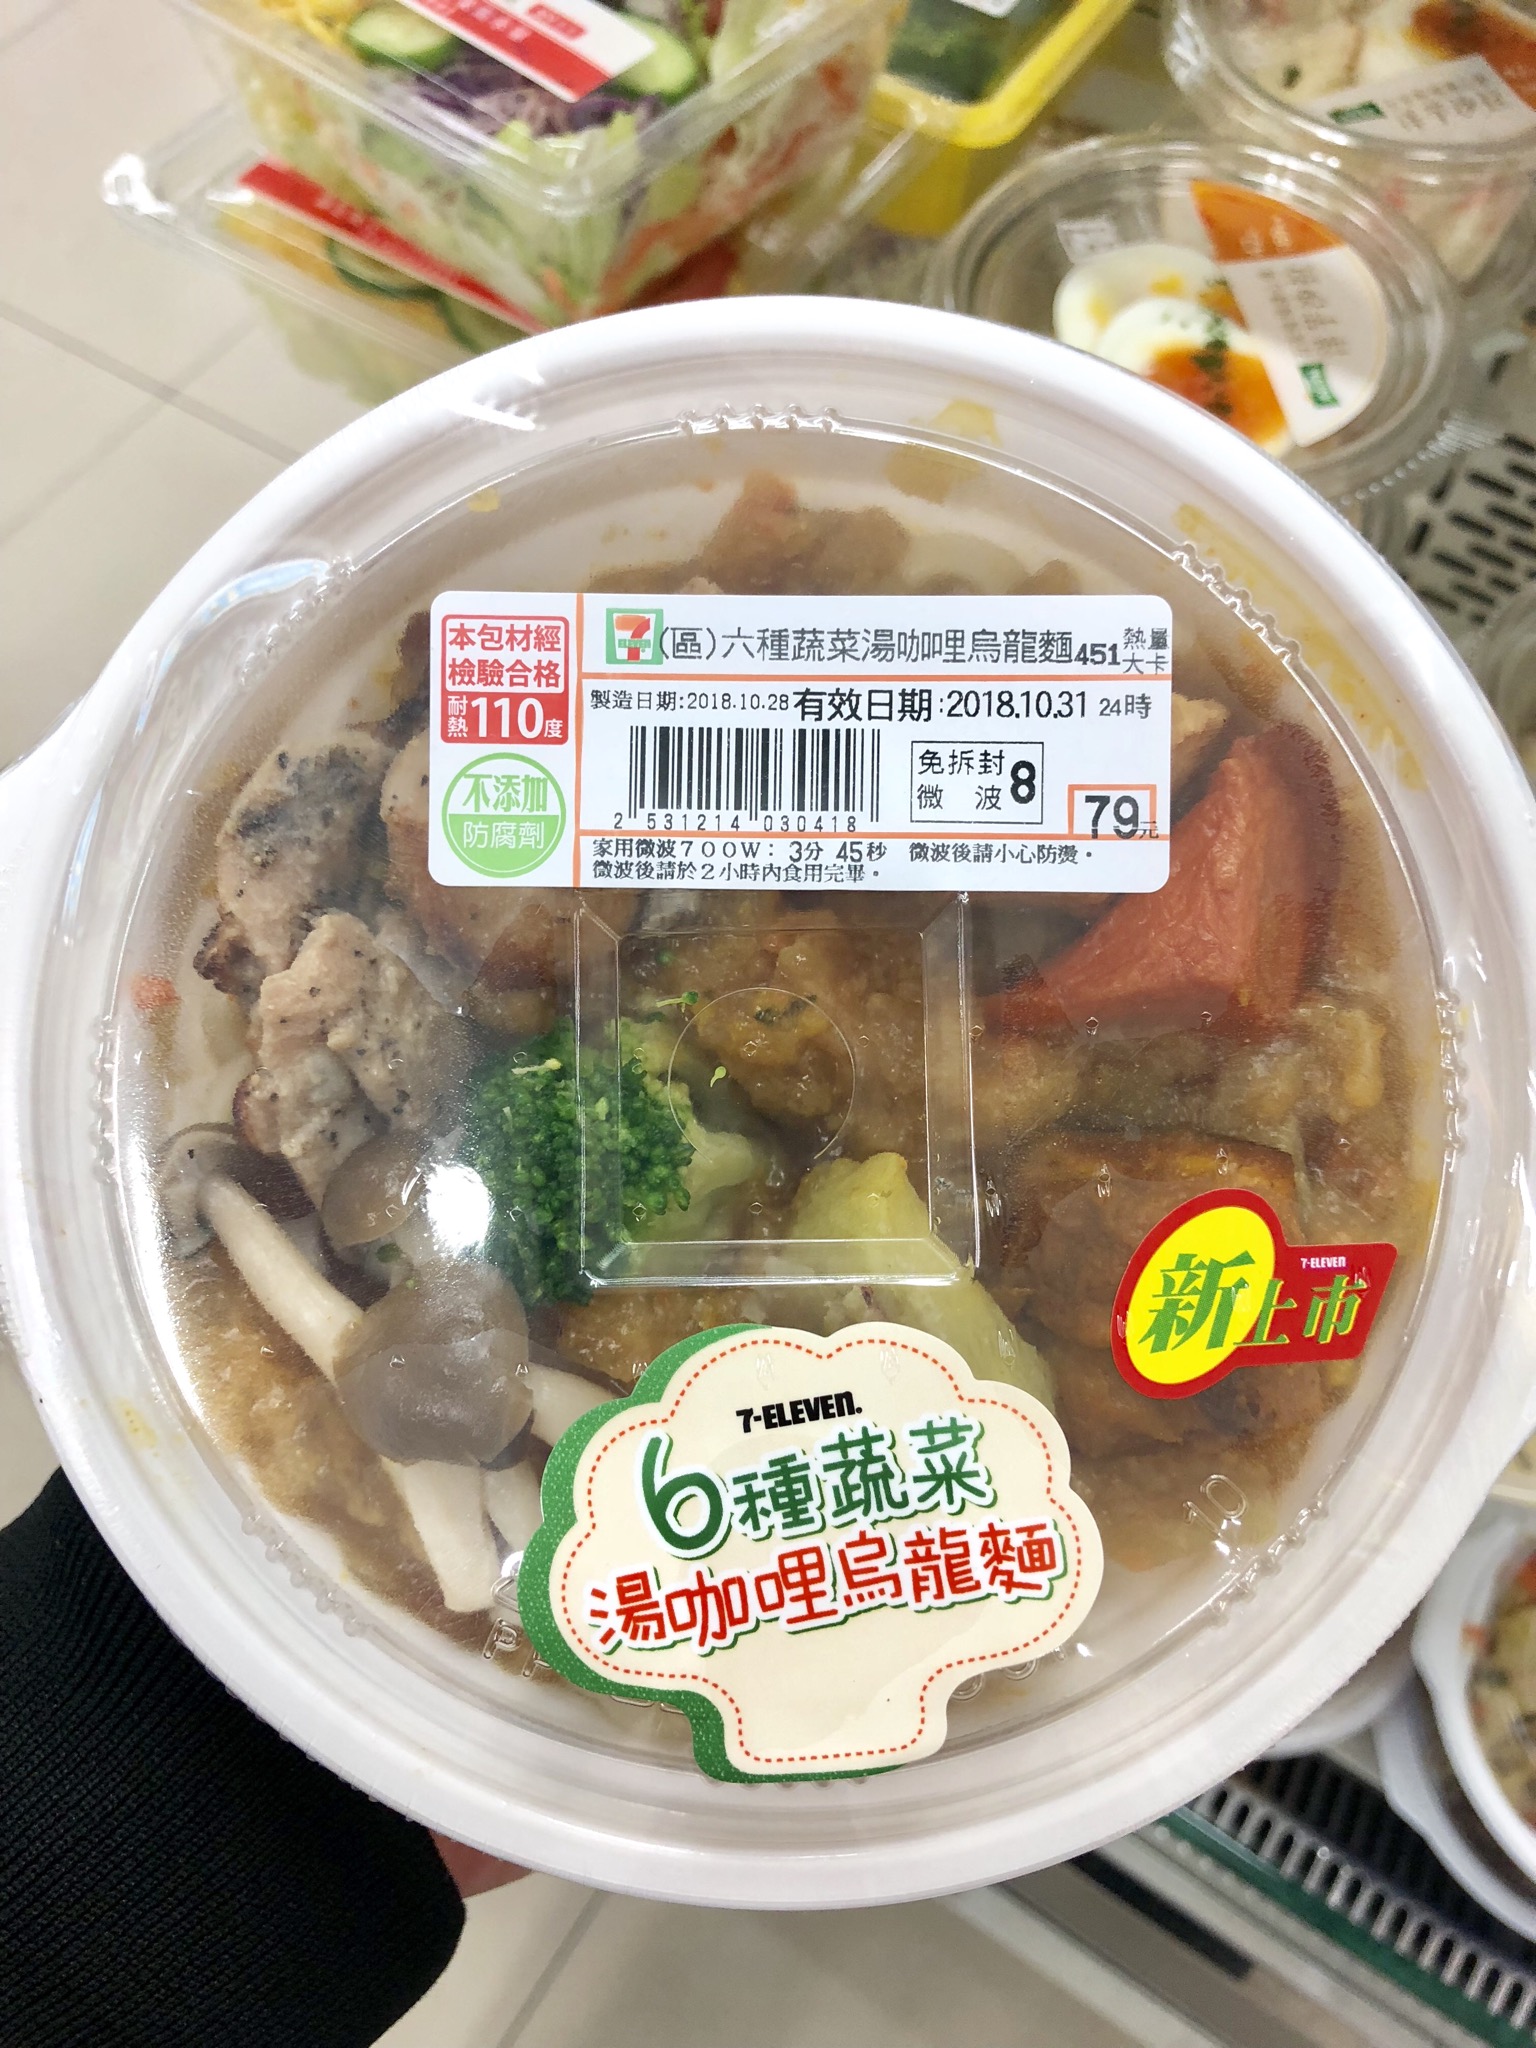 本包材經
檢驗合格
耐熱110度
不添加
防腐劑
7 ELEVEN
(區)六種蔬菜湯咖哩烏龍麵451熱量大卡
製造日期:2018.10.28 有效日期:2018.10.31 24時
2 531214 030418
免拆封
微 波 8
79元
家用微波700W: 3分 45秒 微波後請小心防燙。
微波後請於2小時內食用完畢。
7-ELEVEN
新上市
7-ELEVEN.
6種蔬菜
湯咖哩烏龍麵
10